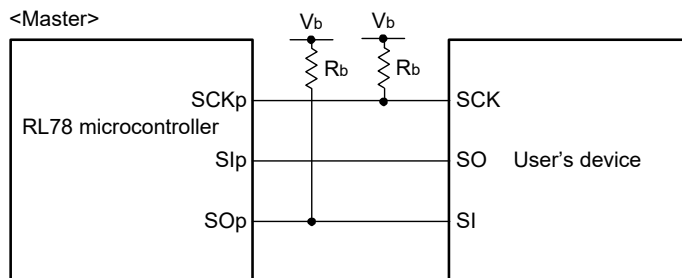 <Master>
Vb Vb
Rb Rb
SCKp SCK
RL78 microcontroller
SIp SO User's device
SOp SI